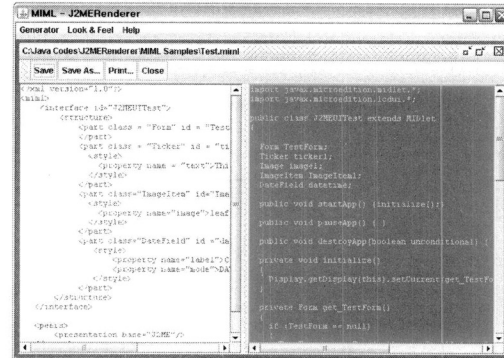 MIML - J2MERenderer
Generator Look & Feel Help
C:\Java Codes\J2MERenderer\MIML Samples\Test.miml
Save Save As... Print... Close
<?xml version="1.0"?>
<miml>
<interface id="J2MEUITest">
<structure>
<part class = "Form" id = "Test
</part>
<part class = "Ticker" id = "ti
<style>
<property name = "text">Thi
</style>
</part>
<part class="ImageItem" id="Ima
<style>
<property name="image">leaf
</style>
</part>
<part class="DateField" id ="da
<style>
<property name="label">C
<property name="mode">DA
</style>
</part>
</structure>
</interface>
<peers>
<presentation base="J2ME"/>
import javax.microedition.midlet.*;
import javax.microedition.lcdui.*;
public class J2MEUITest extends MIDlet
{
Form TestForm;
Ticker ticker1;
Image image1;
ImageItem ImageItem1;
DateField datetime;
public void startApp() {initialize();}
public void pauseApp() { }
public void destroyApp(boolean unconditional) {
private void initialize()
{
Display.getDisplay(this).setCurrent(get_TestFo
}
private Form get_TestForm()
{
if (TestForm == null)